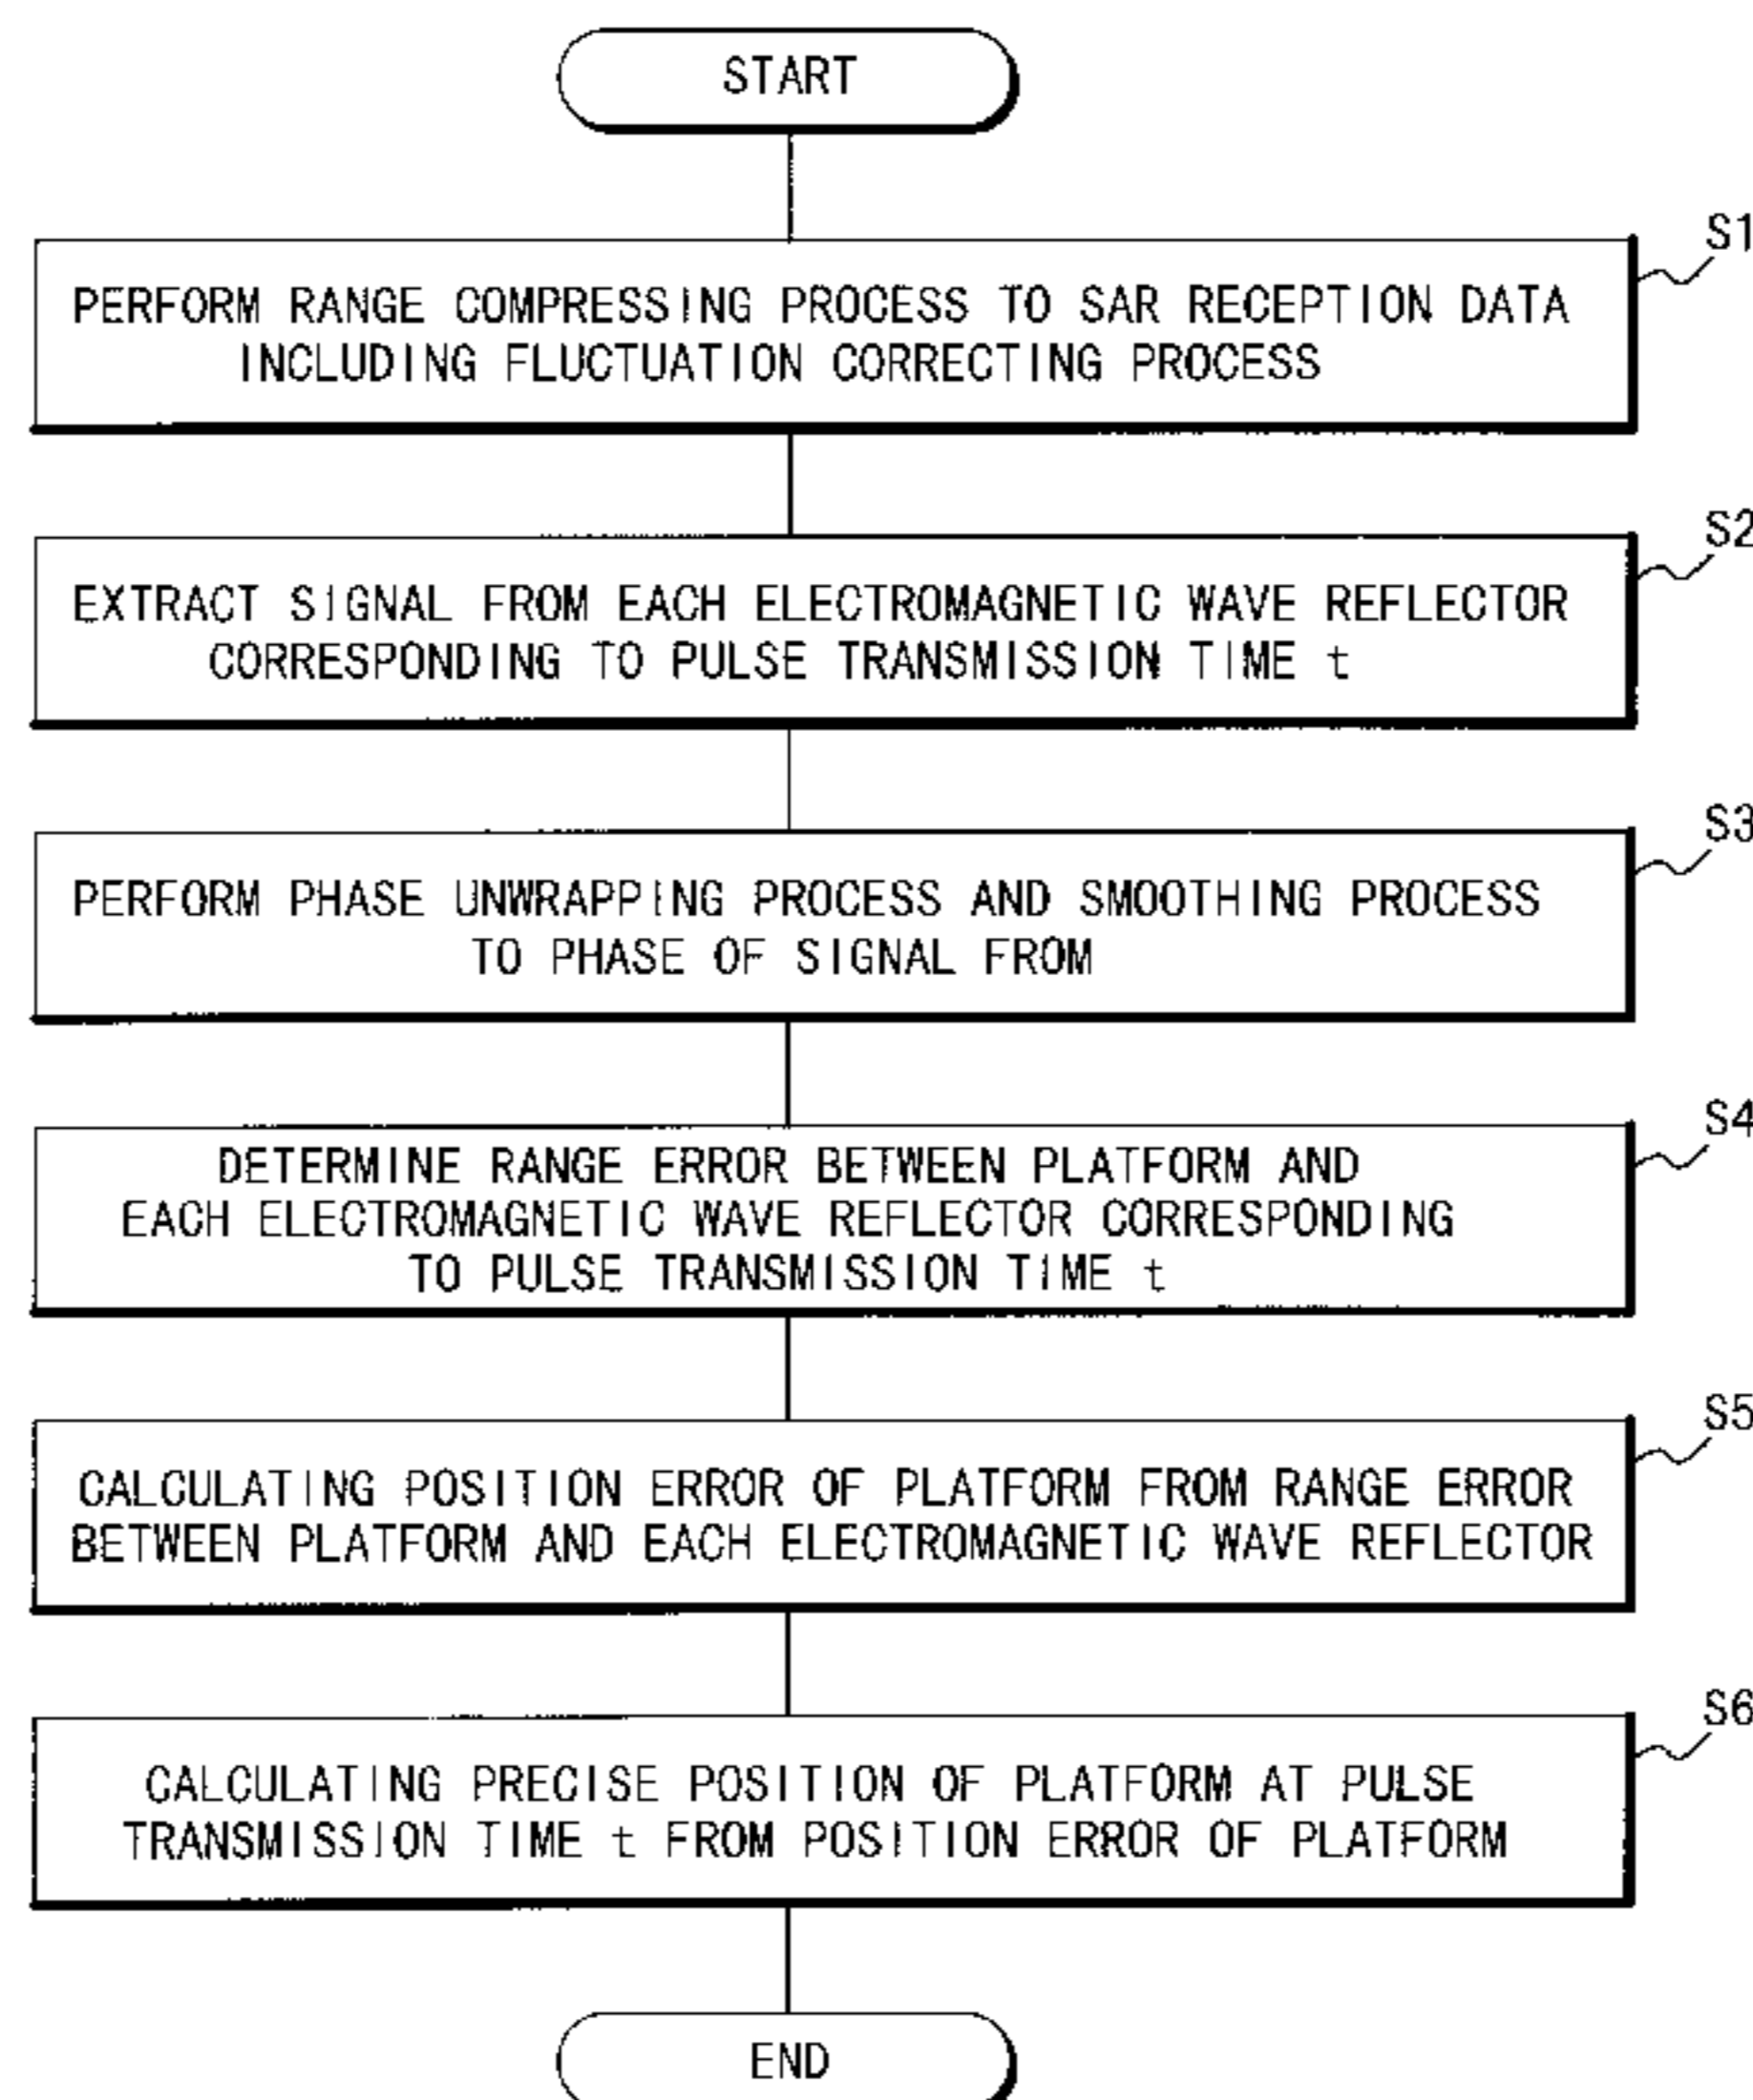 START
S1
PERFORM RANGE COMPRESSING PROCESS TO SAR RECEPTION DATA
INCLUDING FLUCTUATION CORRECTING PROCESS
S2
EXTRACT SIGNAL FROM EACH ELECTROMAGNETIC WAVE REFLECTOR
CORRESPONDING TO PULSE TRANSMISSION TIME t
S3
PERFORM PHASE UNWRAPPING PROCESS AND SMOOTHING PROCESS
TO PHASE OF SIGNAL FROM
S4
DETERMINE RANGE ERROR BETWEEN PLATFORM AND
EACH ELECTROMAGNETIC WAVE REFLECTOR CORRESPONDING
TO PULSE TRANSMISSION TIME t
S5
CALCULATING POSITION ERROR OF PLATFORM FROM RANGE ERROR
BETWEEN PLATFORM AND EACH ELECTROMAGNETIC WAVE REFLECTOR
S6
CALCULATING PRECISE POSITION OF PLATFORM AT PULSE
TRANSMISSION TIME t FROM POSITION ERROR OF PLATFORM
END